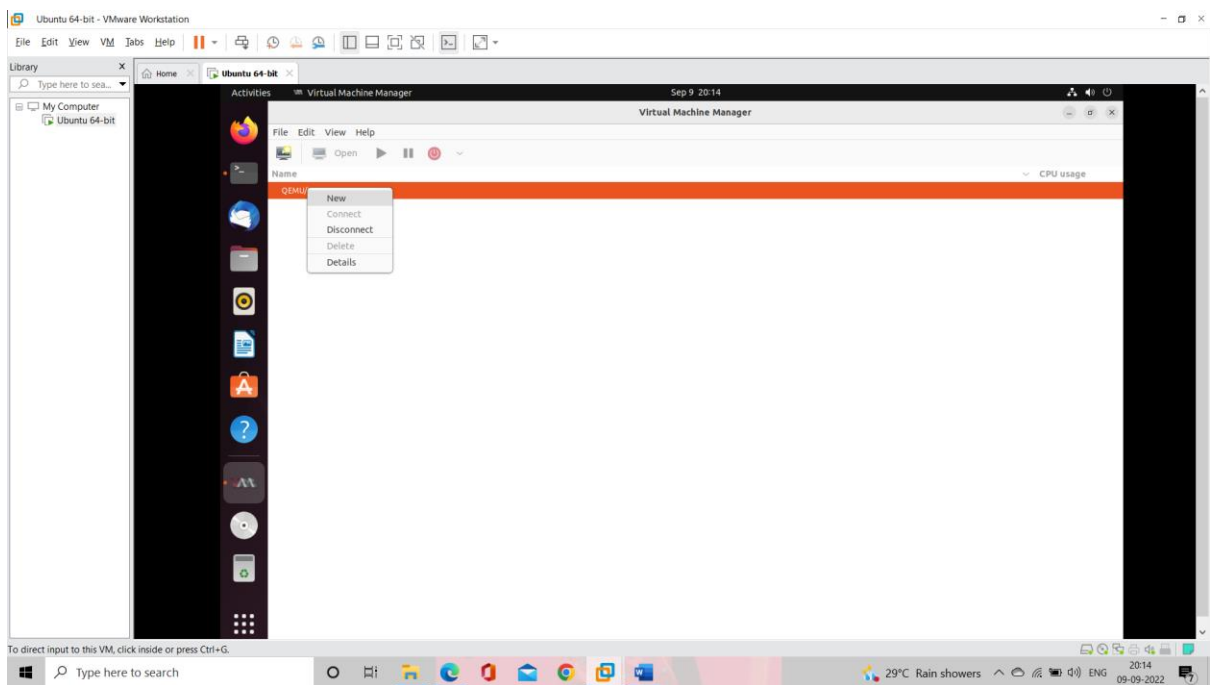 Ubuntu 64-bit - VMware Workstation
File Edit View VM Tabs Help
Library X
Home
Ubuntu 64-bit
Type here to sea...
My Computer
Ubuntu 64-bit
Activities Virtual Machine Manager Sep 9 20:14
Virtual Machine Manager
File Edit View Help
Open
Name CPU usage
QEMU/
New
Connect
Disconnect
Delete
Details
To direct input to this VM, click inside or press Ctrl+G.
Type here to search
29°C Rain showers
ENG
20:14
09-09-2022